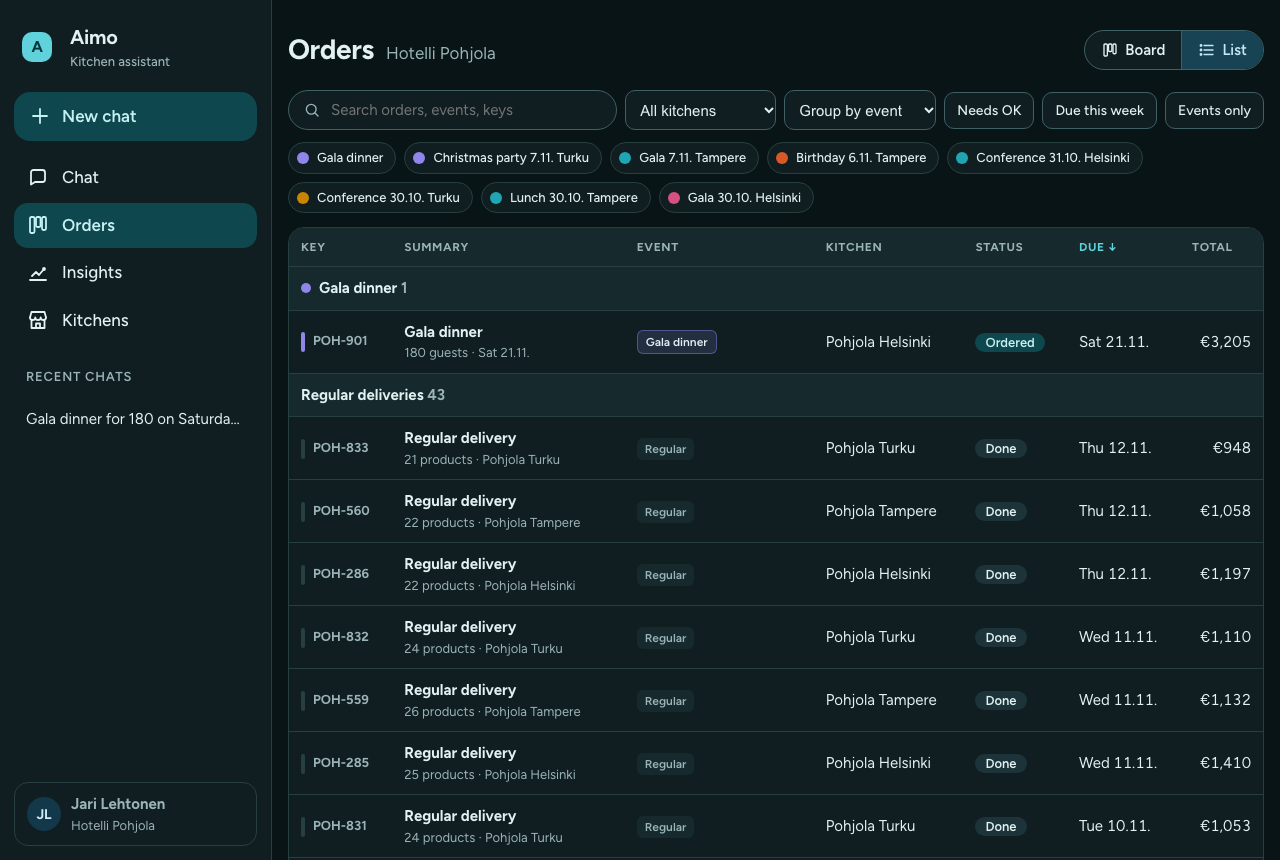 A
Aimo
Kitchen assistant
New chat
Chat
Orders
Insights
Kitchens
RECENT CHATS
Gala dinner for 180 on Saturda...
JL
Jari Lehtonen
Hotelli Pohjola
Orders Hotelli Pohjola
Board List
Search orders, events, keys All kitchens Group by event Needs OK Due this week Events only
Gala dinner Christmas party 7.11. Turku Gala 7.11. Tampere Birthday 6.11. Tampere Conference 31.10. Helsinki
Conference 30.10. Turku Lunch 30.10. Tampere Gala 30.10. Helsinki
KEY SUMMARY EVENT KITCHEN STATUS DUE ↓ TOTAL
Gala dinner 1
POH-901 Gala dinner Gala dinner Pohjola Helsinki Ordered Sat 21.11. €3,205
180 guests · Sat 21.11.
Regular deliveries 43
POH-833 Regular delivery Regular Pohjola Turku Done Thu 12.11. €948
21 products · Pohjola Turku
POH-560 Regular delivery Regular Pohjola Tampere Done Thu 12.11. €1,058
22 products · Pohjola Tampere
POH-286 Regular delivery Regular Pohjola Helsinki Done Thu 12.11. €1,197
22 products · Pohjola Helsinki
POH-832 Regular delivery Regular Pohjola Turku Done Wed 11.11. €1,110
24 products · Pohjola Turku
POH-559 Regular delivery Regular Pohjola Tampere Done Wed 11.11. €1,132
26 products · Pohjola Tampere
POH-285 Regular delivery Regular Pohjola Helsinki Done Wed 11.11. €1,410
25 products · Pohjola Helsinki
POH-831 Regular delivery Regular Pohjola Turku Done Tue 10.11. €1,053
24 products · Pohjola Turku